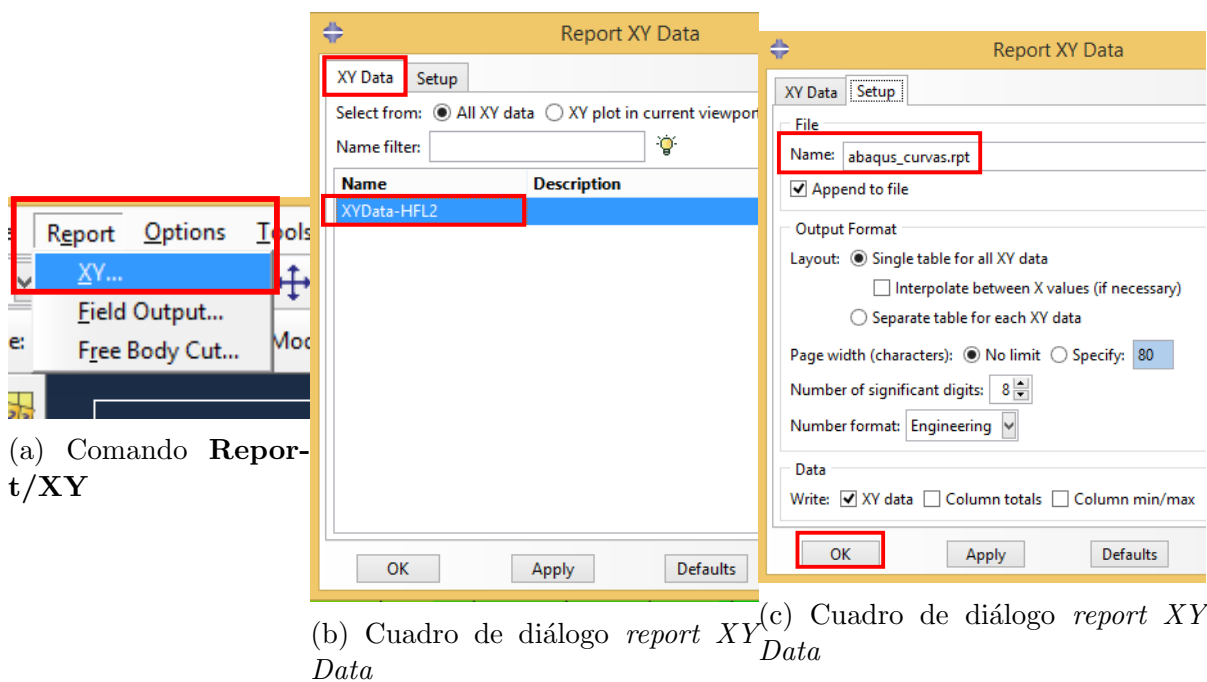 Report Options Tools
XY...
Field Output...
Free Body Cut...
e:
Mod
(a) Comando Repor-
t/XY
Report XY Data
XY Data Setup
Select from: All XY data XY plot in current viewport
Name filter:
Name Description
XYData-HFL2
OK Apply Defaults
(b) Cuadro de diálogo report XY
Data
Report XY Data
XY Data Setup
File
Name: abaqus_curvas.rpt
Append to file
Output Format
Layout: Single table for all XY data
Interpolate between X values (if necessary)
Separate table for each XY data
Page width (characters): No limit Specify: 80
Number of significant digits: 8
Number format: Engineering
Data
Write: XY data Column totals Column min/max
OK Apply Defaults
(c) Cuadro de diálogo report XY
Data